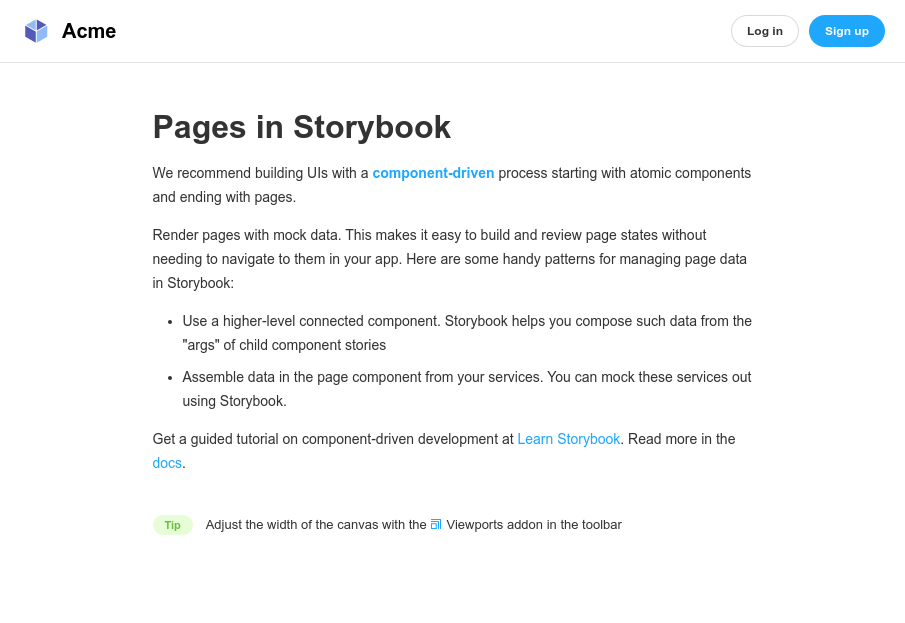 Acme
Log in
Sign up
Pages in Storybook
We recommend building UIs with a component-driven process starting with atomic components
and ending with pages.
Render pages with mock data. This makes it easy to build and review page states without
needing to navigate to them in your app. Here are some handy patterns for managing page data
in Storybook:
• Use a higher-level connected component. Storybook helps you compose such data from the
"args" of child component stories
• Assemble data in the page component from your services. You can mock these services out
using Storybook.
Get a guided tutorial on component-driven development at Learn Storybook. Read more in the
docs.
Tip Adjust the width of the canvas with the Viewports addon in the toolbar